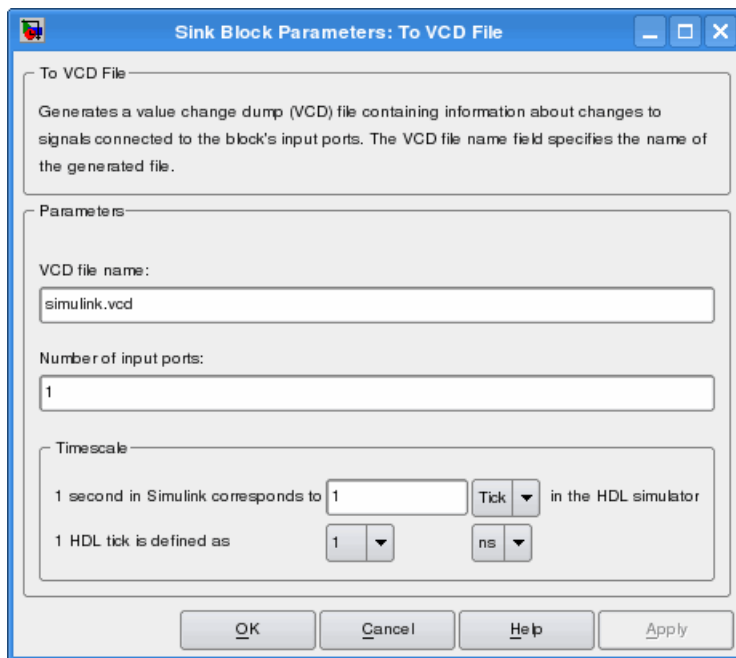 Sink Block Parameters: To VCD File
To VCD File
Generates a value change dump (VCD) file containing information about changes to
signals connected to the block's input ports. The VCD file name field specifies the name of
the generated file.
Parameters
VCD file name:
simulink.vcd
Number of input ports:
1
Timescale
1 second in Simulink corresponds to 1 Tick in the HDL simulator
1 HDL tick is defined as 1 ns
OK Cancel Help Apply